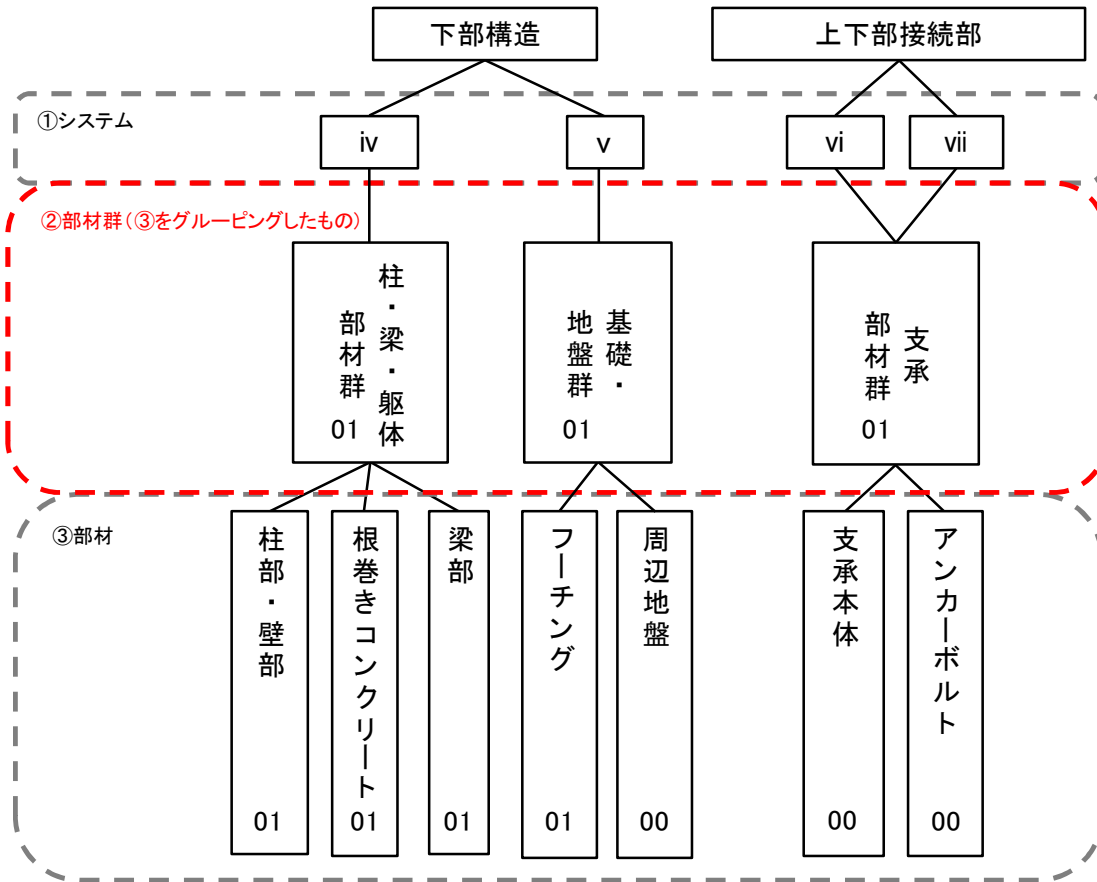 下部構造
上下部接続部
①システム
iv
v
vi
vii
②部材群(③をグルーピングしたもの)
柱・梁・躯体
部材群
01
基礎・
地盤群
01
支承
部材群
01
③部材
柱部・壁部
01
根巻きコンクリート
01
梁部
01
フーチング
01
周辺地盤
00
支承本体
00
アンカーボルト
00